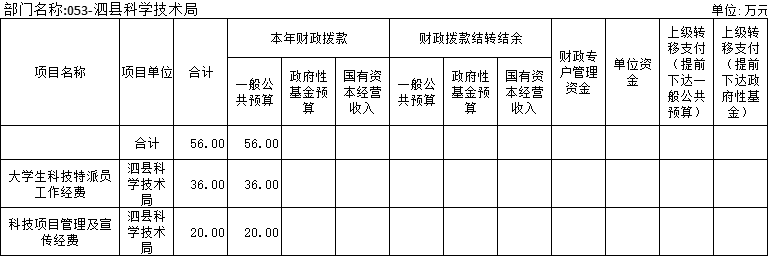 部门名称:053-泗县科学技术局 单位: 万元
项目名称 项目单位 合计 本年财政拨款 财政拨款结转结余 财政专户管理资金 单位资金 上级转移支付（提前下达一般公共预算） 上级转移支付（提前下达政府性基金）
一般公共预算 政府性基金预算 国有资本经营收入 一般公共预算 政府性基金预算 国有资本经营收入
合计 56.00 56.00
大学生科技特派员工作经费 泗县科学技术局 36.00 36.00
科技项目管理及宣传经费 泗县科学技术局 20.00 20.00